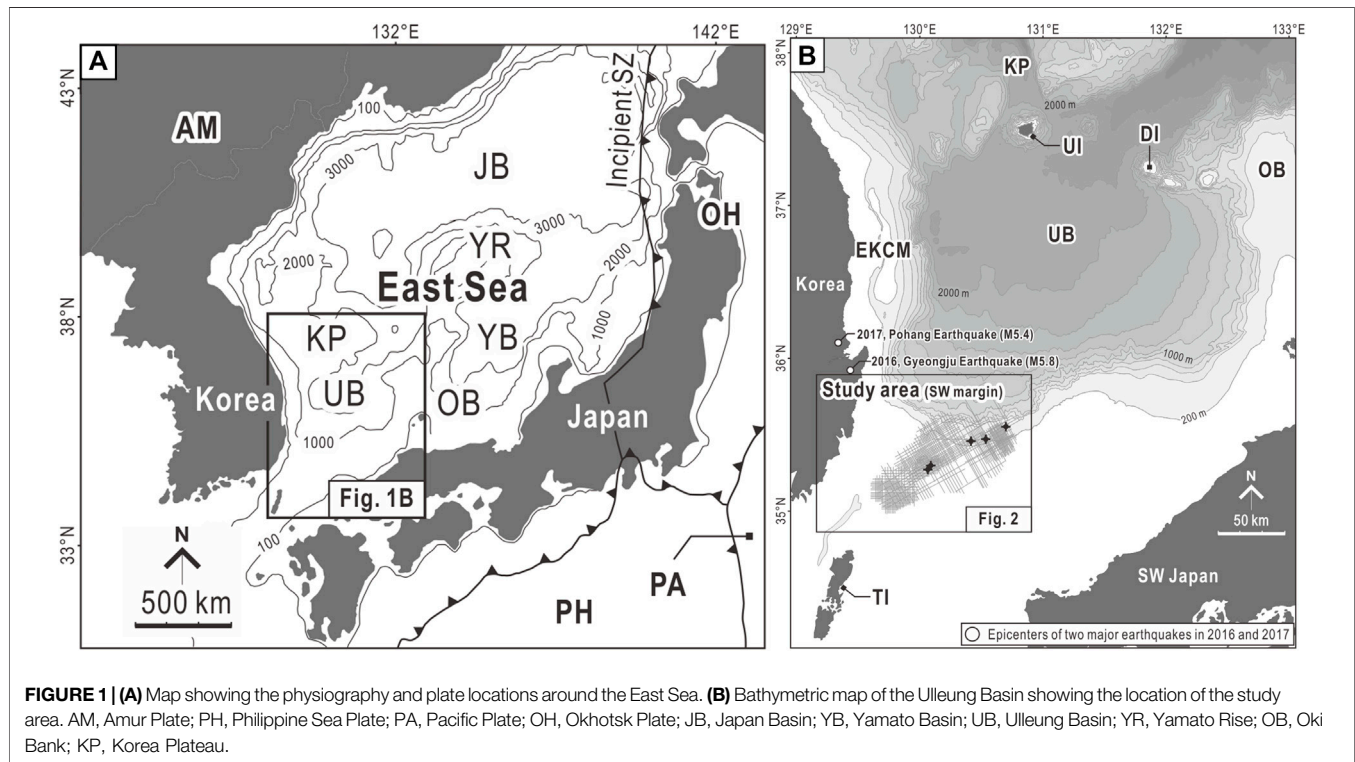 132°E
142°E
A
43°N
38°N
33°N
AM
100
3000
JB
Incipient SZ
OH
YR
3000
2000
2000
East Sea
KP
YB
1000
UB
OB
Korea
Japan
1000
Fig. 1B
100
N
500 km
PA
PH
129°E
130°E
131°E
132°E
133°E
B
38°N
37°N
36°N
35°N
KP
2000 m
UI
DI
OB
UB
EKCM
Korea
2000 m
2017, Pohang Earthquake (M5.4)
2016, Gyeongju Earthquake (M5.8)
1000 m
Study area (SW margin)
200 m
Fig. 2
N
50 km
SW Japan
TI
Epicenters of two major earthquakes in 2016 and 2017
FIGURE 1 | (A) Map showing the physiography and plate locations around the East Sea. (B) Bathymetric map of the Ulleung Basin showing the location of the study
area. AM, Amur Plate; PH, Philippine Sea Plate; PA, Pacific Plate; OH, Okhotsk Plate; JB, Japan Basin; YB, Yamato Basin; UB, Ulleung Basin; YR, Yamato Rise; OB, Oki
Bank; KP, Korea Plateau.